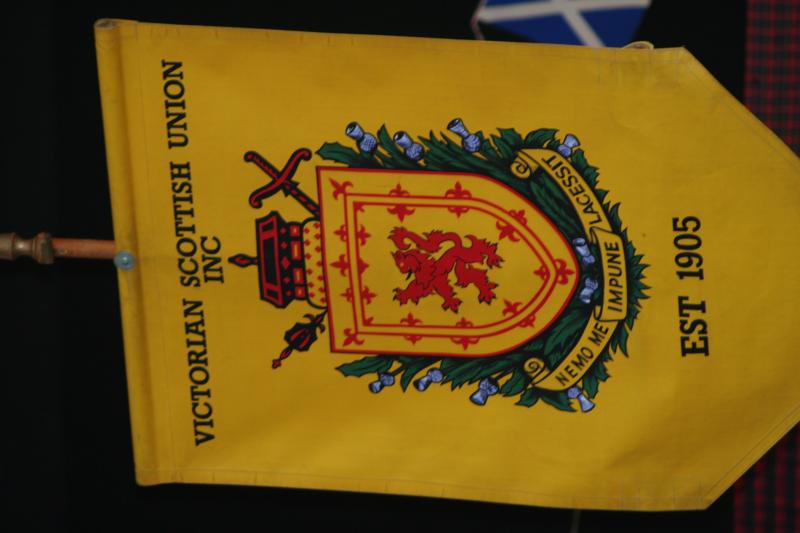 VICTORIAN SCOTTISH UNION
INC
NEMO ME IMPUNE LACESSIT
EST 1905